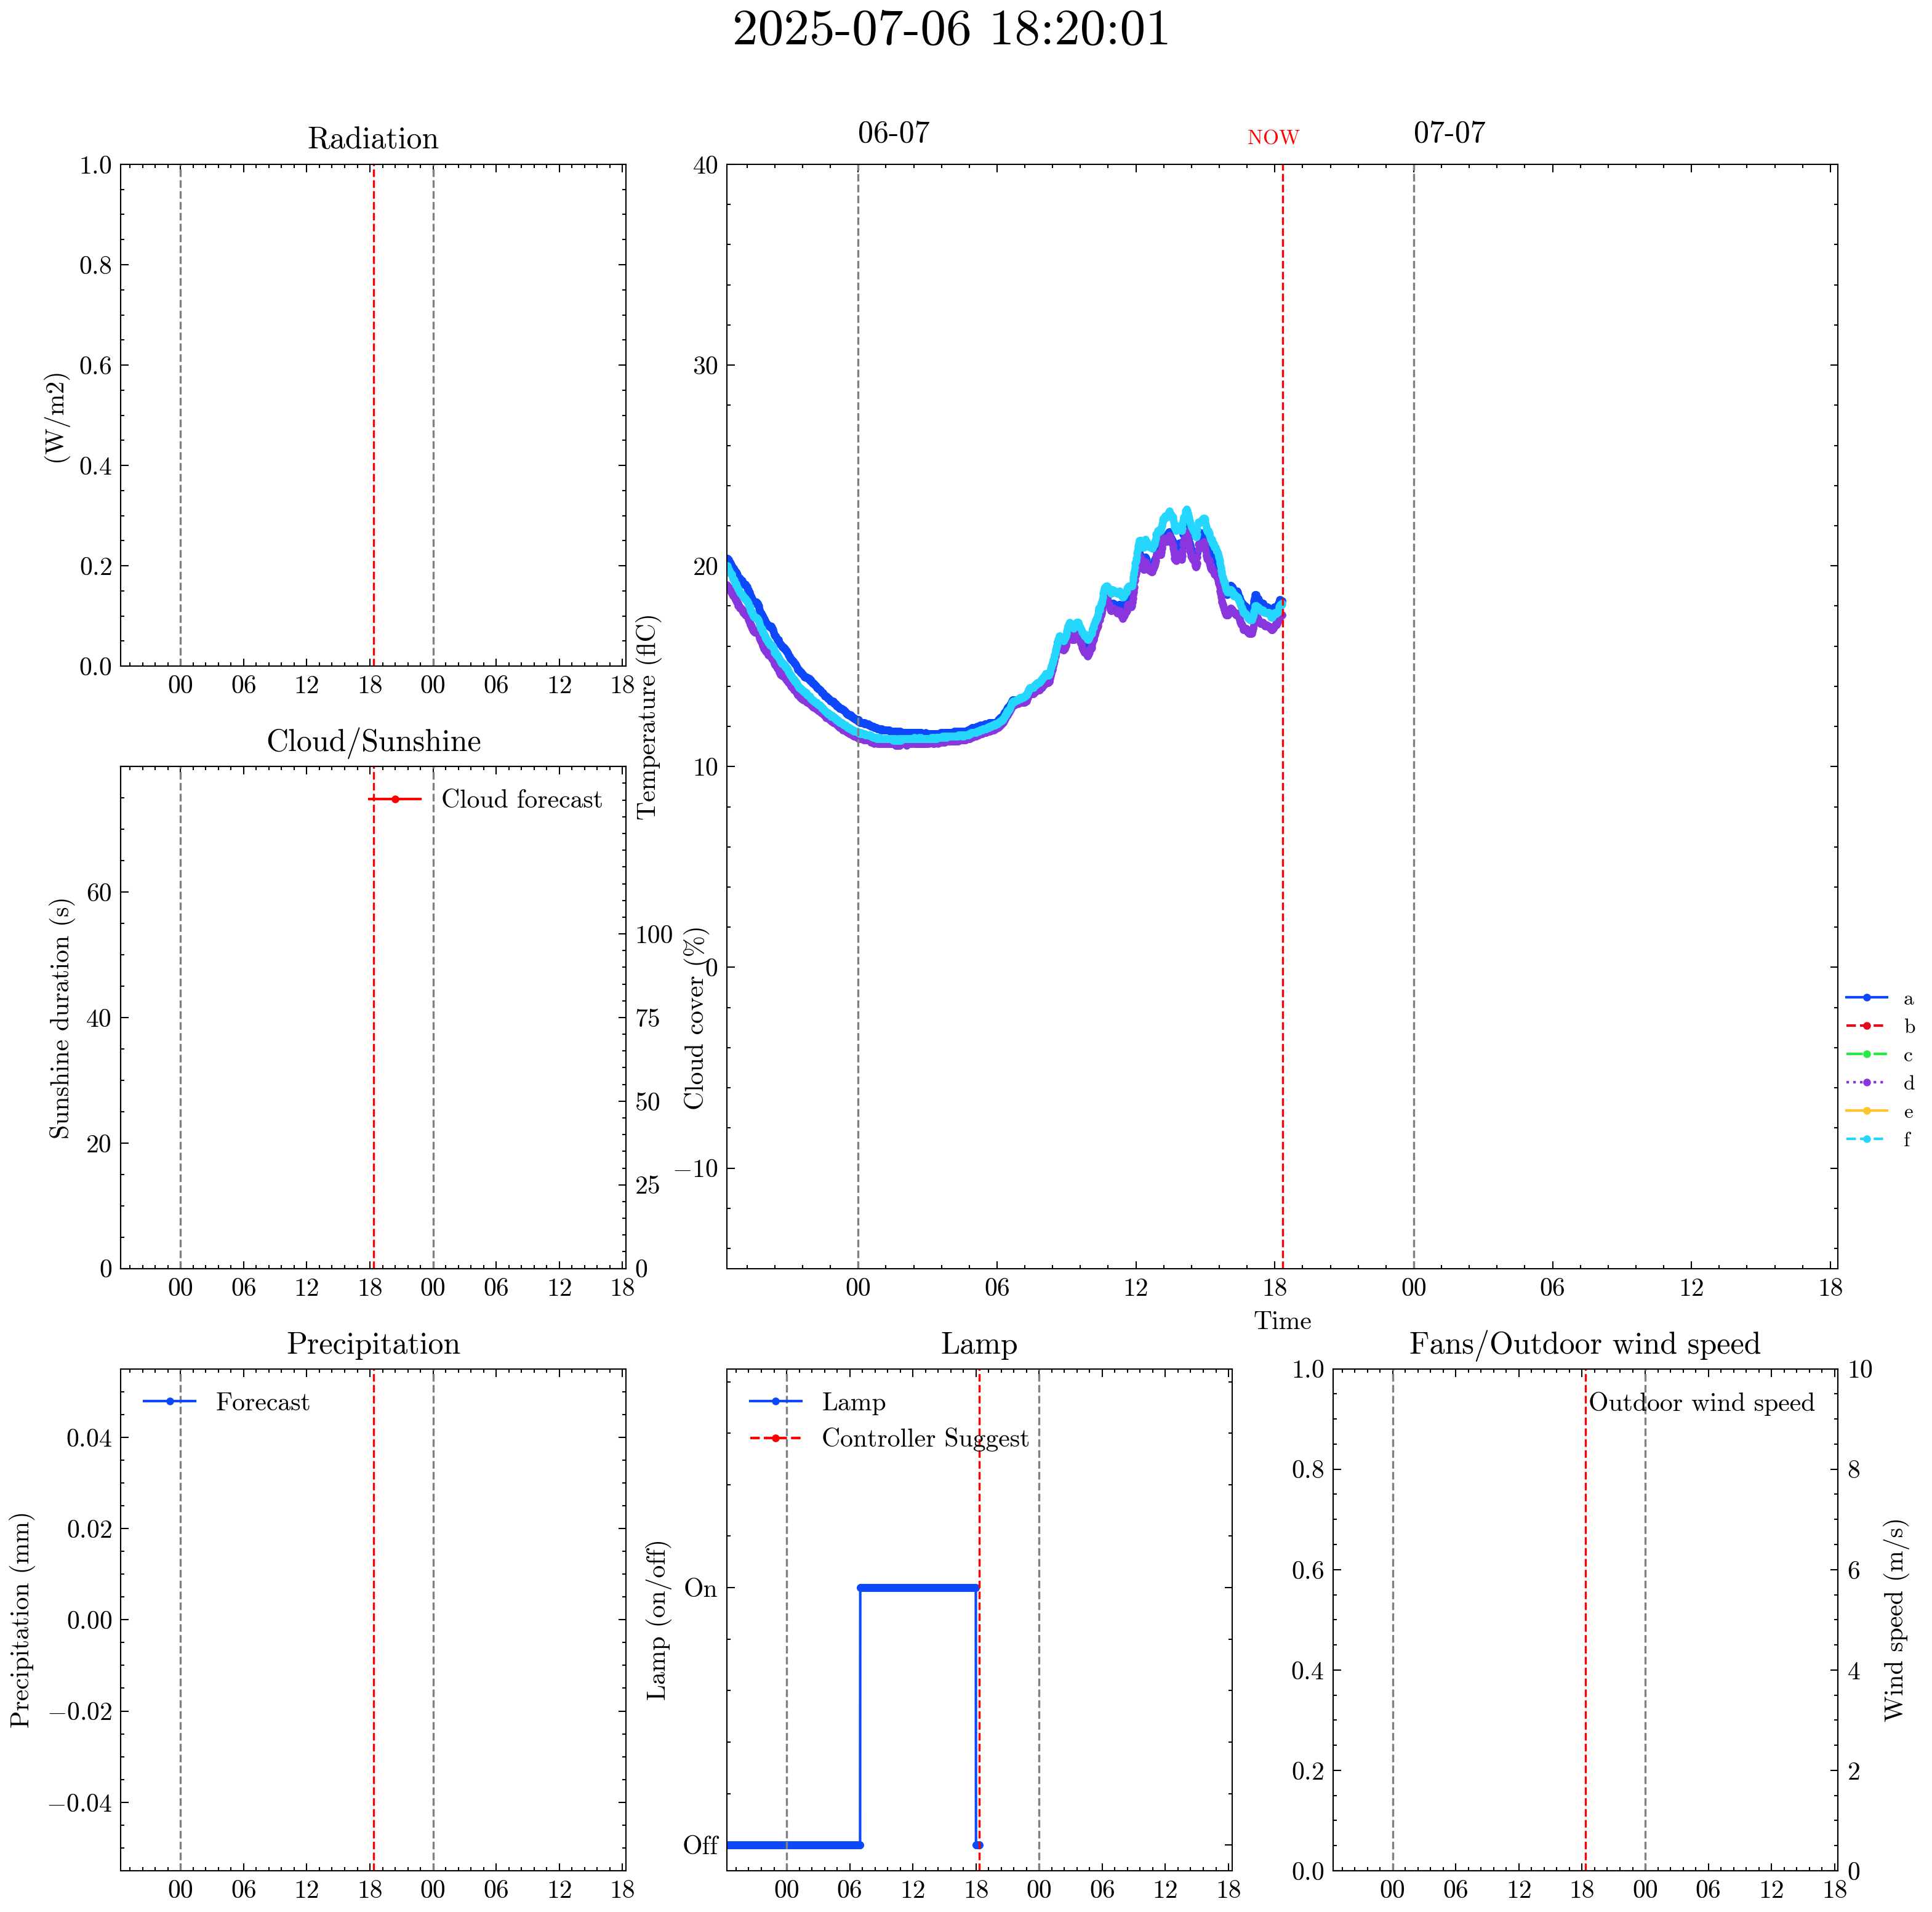 2025-07-06 18:20:01
Radiation
1.0
0.8
0.6
0.4
0.2
0.0
(W/m2)
00 06 12 18 00 06 12 18
06-07
NOW
07-07
40
30
20
10
0
−10
Temperature (flC)
00 06 12 18 00 06 12 18
Time
a
b
c
d
e
f
Cloud/Sunshine
Cloud forecast
60
40
20
0
Sunshine duration (s)
100
75
50
25
0
Cloud cover (%)
00 06 12 18 00 06 12 18
Precipitation
Forecast
0.04
0.02
0.00
−0.02
−0.04
Precipitation (mm)
00 06 12 18 00 06 12 18
Lamp
Lamp
Controller Suggest
On
Off
Lamp (on/off)
00 06 12 18 00 06 12 18
Fans/Outdoor wind speed
Outdoor wind speed
1.0
0.8
0.6
0.4
0.2
0.0
10
8
6
4
2
0
Wind speed (m/s)
00 06 12 18 00 06 12 18